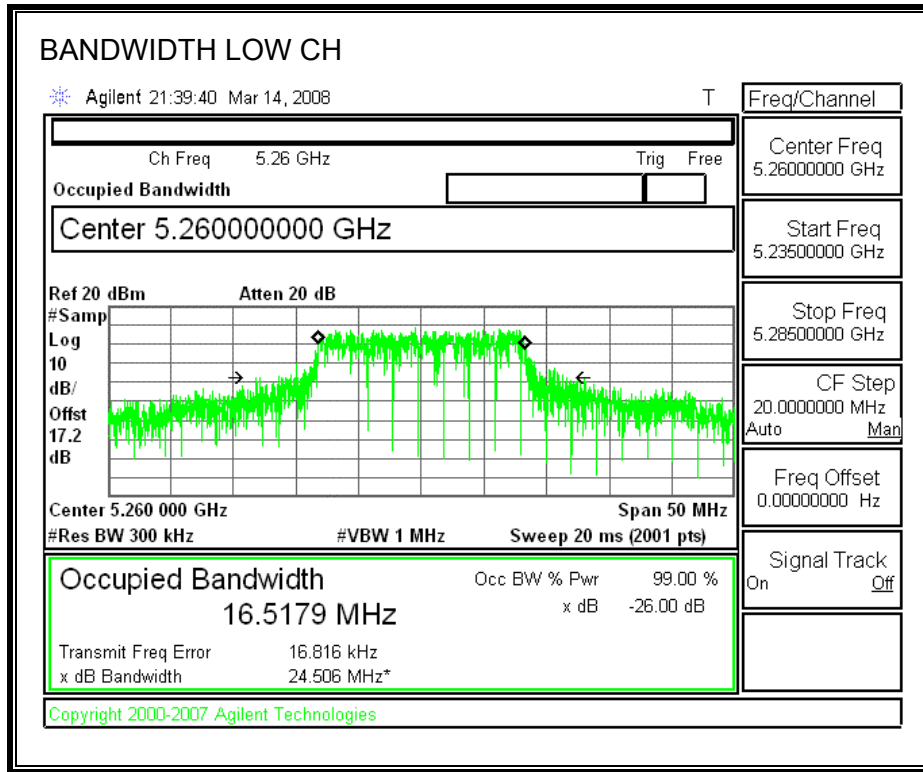 BANDWIDTH LOW CH
Agilent 21:39:40 Mar 14, 2008 T
Freq/Channel
Ch Freq 5.26 GHz Trig Free
Occupied Bandwidth
Center 5.260000000 GHz
Ref 20 dBm Atten 20 dB
#Samp
Log
10
dB/
Offst
17.2
dB
Center 5.260 000 GHz Span 50 MHz
#Res BW 300 kHz #VBW 1 MHz Sweep 20 ms (2001 pts)
Occupied Bandwidth Occ BW % Pwr 99.00 %
16.5179 MHz x dB -26.00 dB
Transmit Freq Error 16.816 kHz
x dB Bandwidth 24.506 MHz*
Copyright 2000-2007 Agilent Technologies
Center Freq
5.26000000 GHz
Start Freq
5.23500000 GHz
Stop Freq
5.28500000 GHz
CF Step
20.0000000 MHz
Auto Man
Freq Offset
0.00000000 Hz
Signal Track
On Off